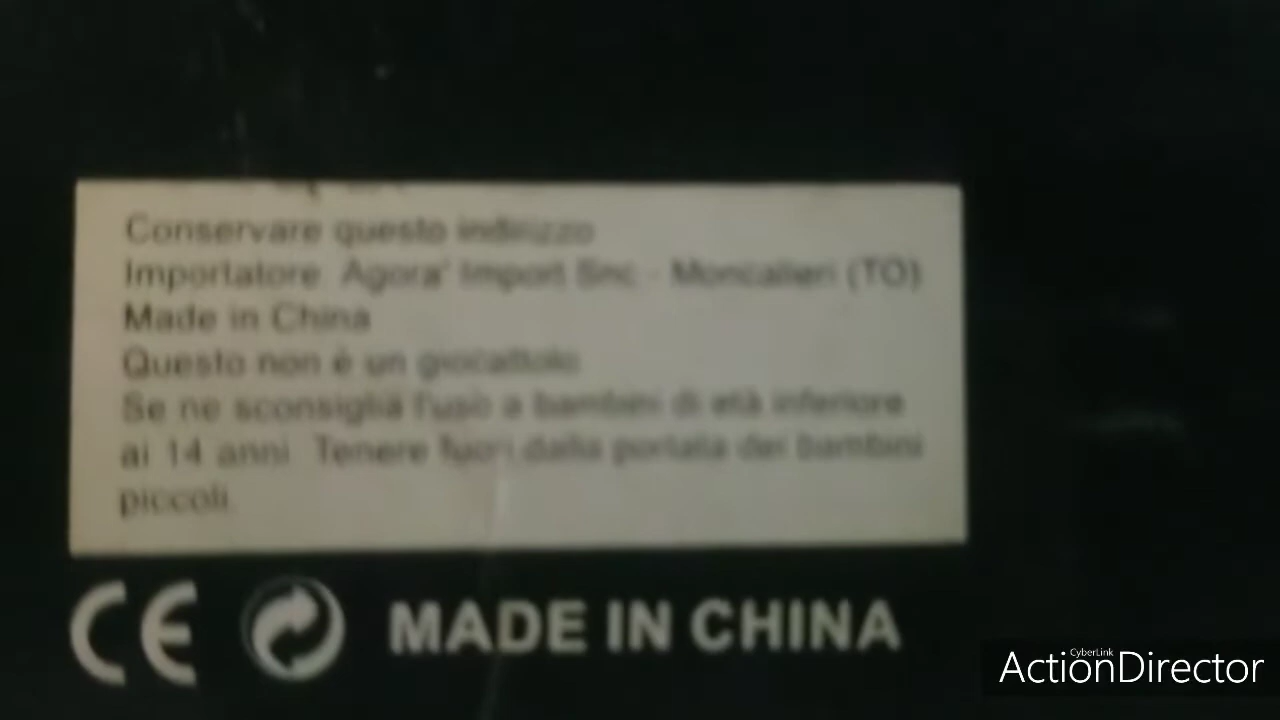 Conservare questo indirizzo
Importatore: Agora' Import Snc - Moncalieri (TO)
Made in China
Questo non è un giocattolo
Se ne sconsiglia l'uso a bambini di età inferiore
ai 14 anni. Tenere fuori dalla portata dei bambini
piccoli.
CE MADE IN CHINA
CyberLink
ActionDirector